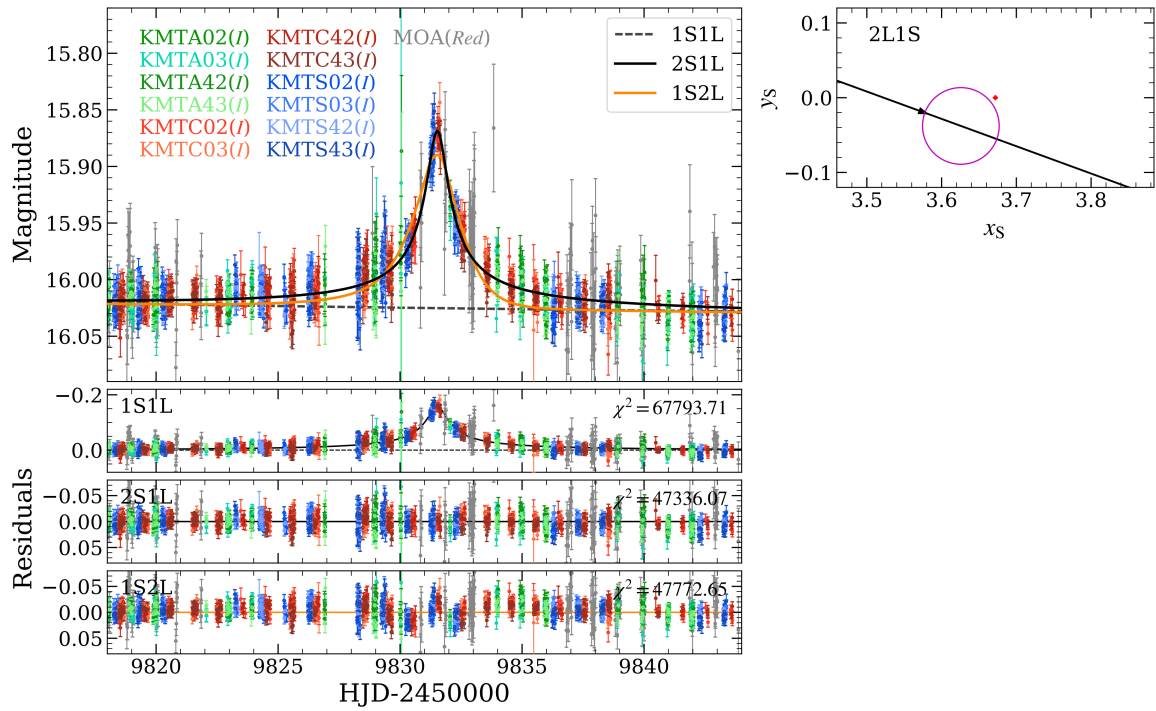 15.80
15.85
15.90
15.95
16.00
16.05
Magnitude
KMTA02(I) KMTC42(I) MOA(Red)
KMTA03(I) KMTC43(I)
KMTA42(I) KMTS02(I)
KMTA43(I) KMTS03(I)
KMTC02(I) KMTS42(I)
KMTC03(I) KMTS43(I)
1S1L
2S1L
1S2L
−0.2
0.0
1S1L
χ² = 67793.71
−0.05
0.00
0.05
2S1L
χ² = 47336.07
−0.05
0.00
0.05
1S2L
χ² = 47772.65
Residuals
9820 9825 9830 9835 9840
HJD-2450000
2L1S
0.1
0.0
−0.1
yS
3.5 3.6 3.7 3.8
xS